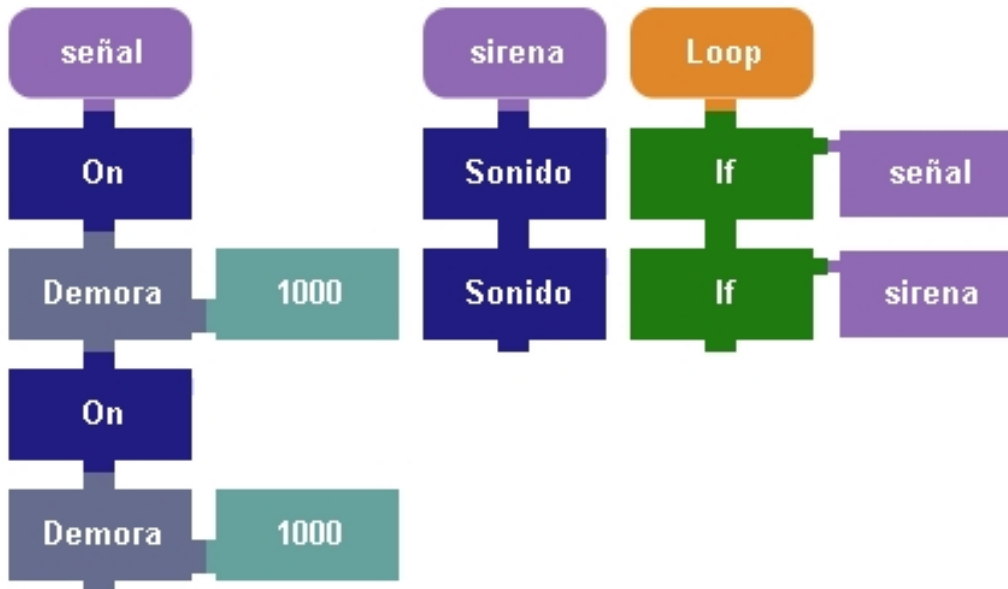 señal
On
Demora 1000
On
Demora 1000
sirena
Sonido
Sonido
Loop
If señal
If sirena